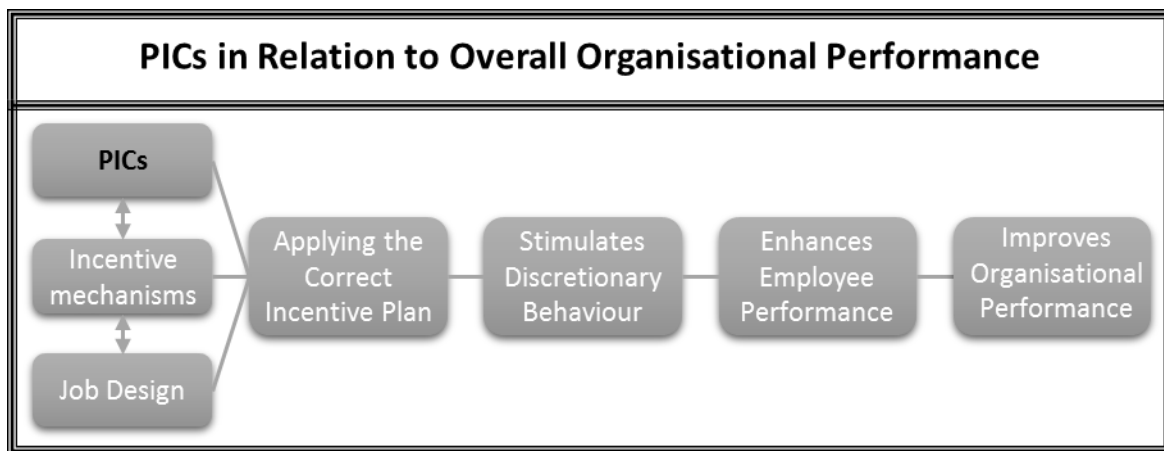 PICs in Relation to Overall Organisational Performance
PICs
Incentive
mechanisms
Job Design
Applying the
Correct
Incentive Plan
Stimulates
Discretionary
Behaviour
Enhances
Employee
Performance
Improves
Organisational
Performance